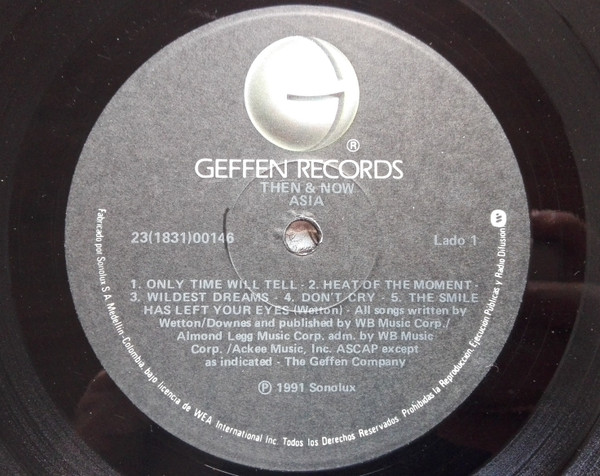 GEFFEN RECORDS
®
THEN & NOW
ASIA
23(1831)00146
Lado 1
1. ONLY TIME WILL TELL · 2. HEAT OF THE MOMENT ·
3. WILDEST DREAMS · 4. DON'T CRY · 5. THE SMILE
HAS LEFT YOUR EYES (Wetton) · All songs written by
Wetton/Downes and published by WB Music Corp./
Almond Legg Music Corp. adm. by WB Music
Corp. /Ackee Music, Inc. ASCAP except
as indicated - The Geffen Company
℗ 1991 Sonolux
Fabricado por Sonolux S.A. Medellin-Colombia bajo licencia de WEA International Inc. Todos los Derechos Reservados. Prohibidas la Reproducción, Ejecución Públicas y Radio Difusion